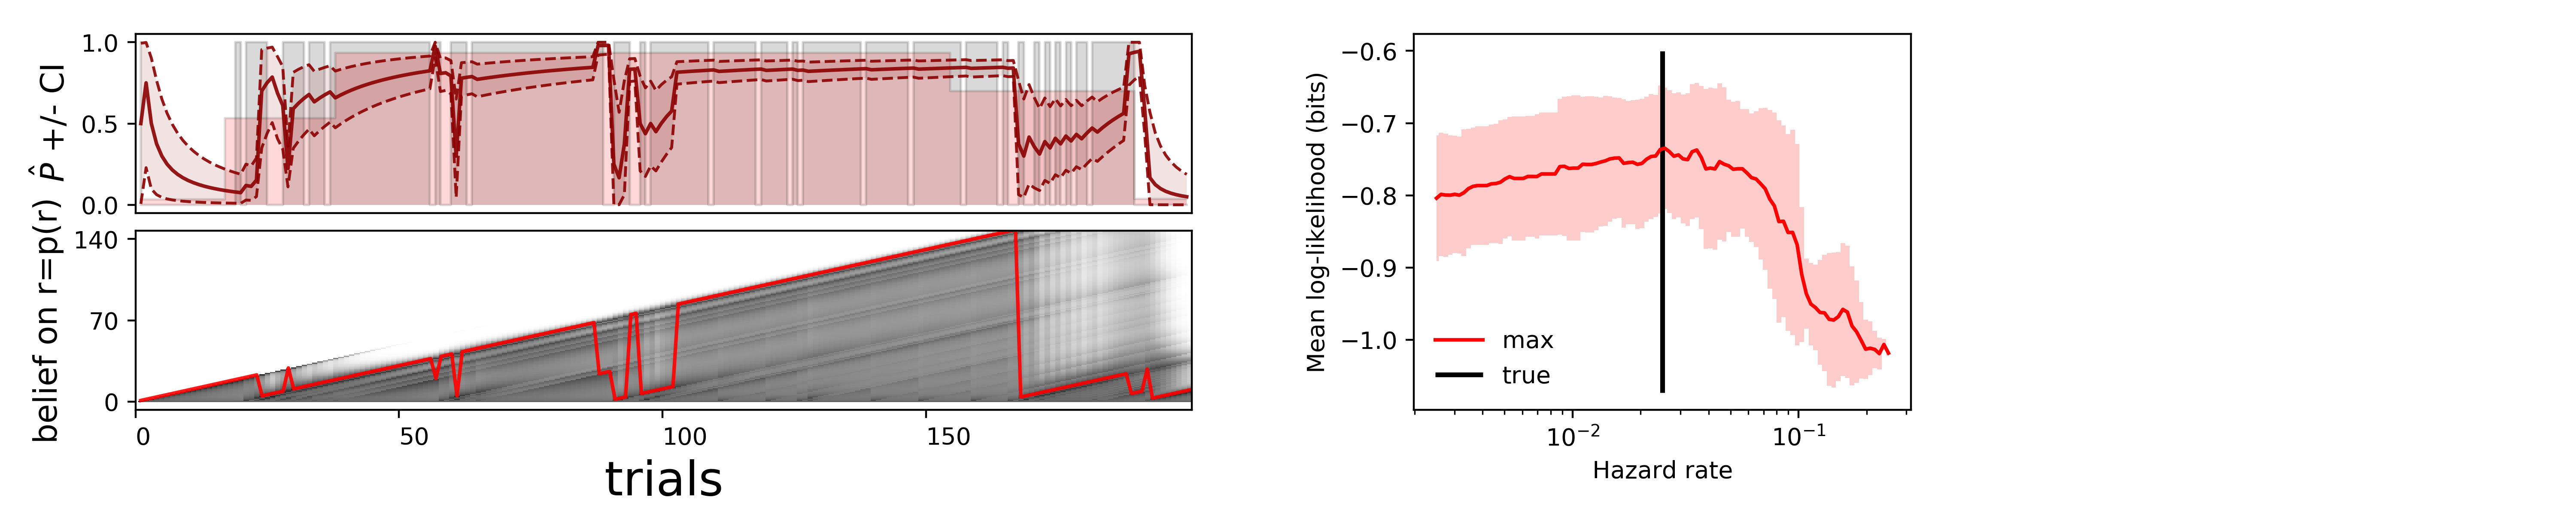 1.0
0.5
0.0
P̂ +/- CI
140
70
0
belief on r=p(r)
0 50 100 150
trials
−0.6
−0.7
−0.8
−0.9
−1.0
Mean log-likelihood (bits)
max
true
10⁻² 10⁻¹
Hazard rate